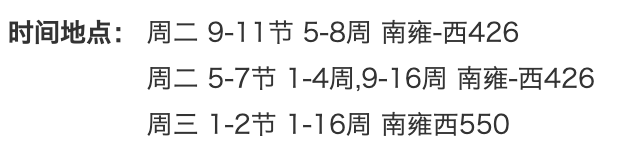 时间地点： 周二 9-11节 5-8周 南雍-西426
周二 5-7节 1-4周,9-16周 南雍-西426
周三 1-2节 1-16周 南雍西550